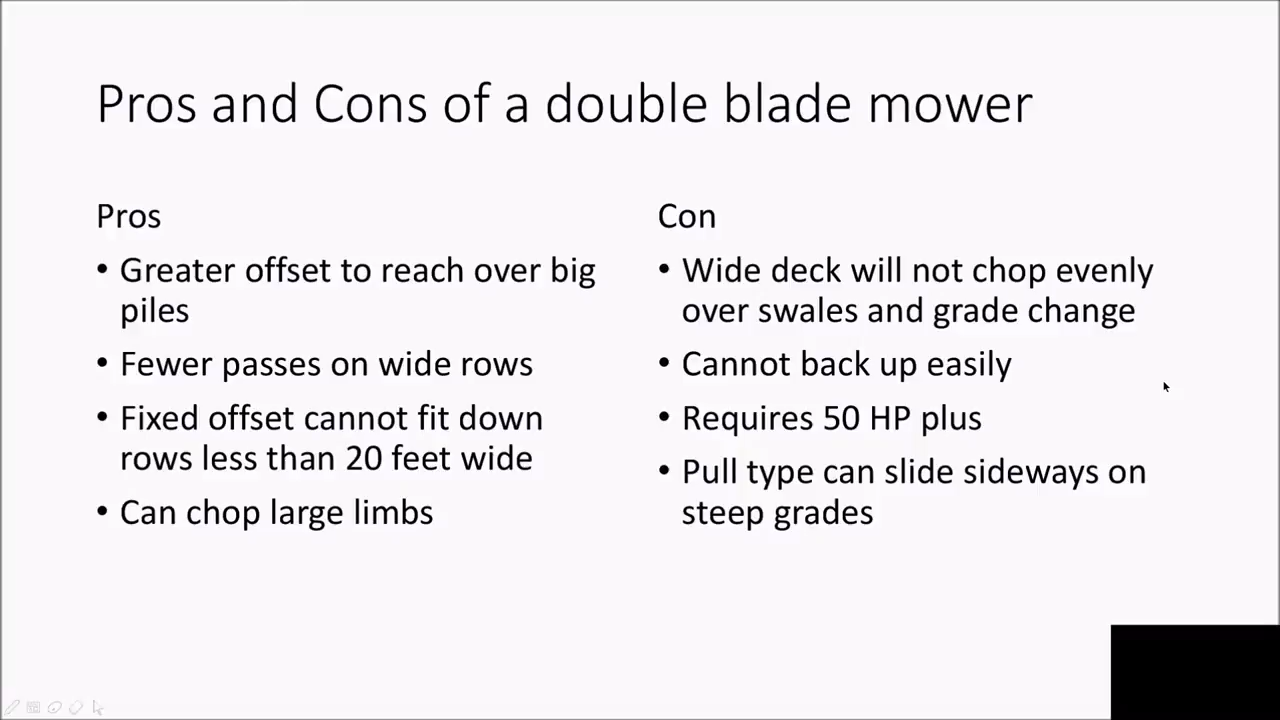 Pros and Cons of a double blade mower
Pros
• Greater offset to reach over big
piles
• Fewer passes on wide rows
• Fixed offset cannot fit down
rows less than 20 feet wide
• Can chop large limbs
Con
• Wide deck will not chop evenly
over swales and grade change
• Cannot back up easily
• Requires 50 HP plus
• Pull type can slide sideways on
steep grades